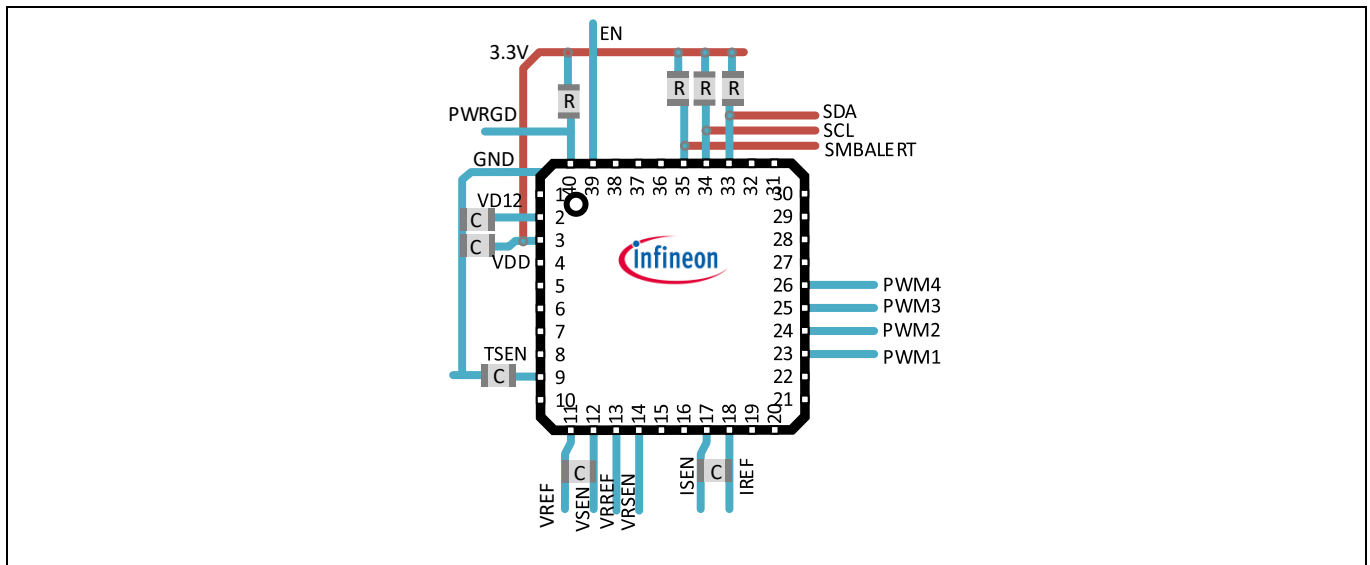 EN
3.3V
R
R
R
R
PWRGD
SDA
SCL
SMBALERT
GND
40
39
38
37
36
35
34
33
32
31
1
2
3
4
5
6
7
8
9
10
VD12
C
C
VDD
TSEN
C
infineon
30
29
28
27
26
25
24
23
22
21
PWM4
PWM3
PWM2
PWM1
11
12
13
14
15
16
17
18
19
20
C
C
VREF
VSEN
VRREF
VRSEN
ISEN
IREF